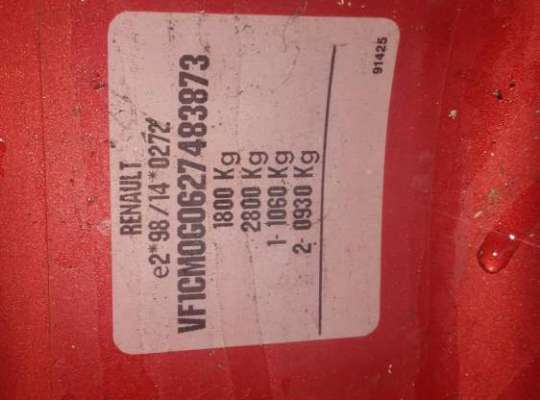 RENAULT
e2*98/14*0272
VF1CM0G0627483873
1800 Kg
2800 Kg
1- 1060 Kg
2- 0930 Kg
91425